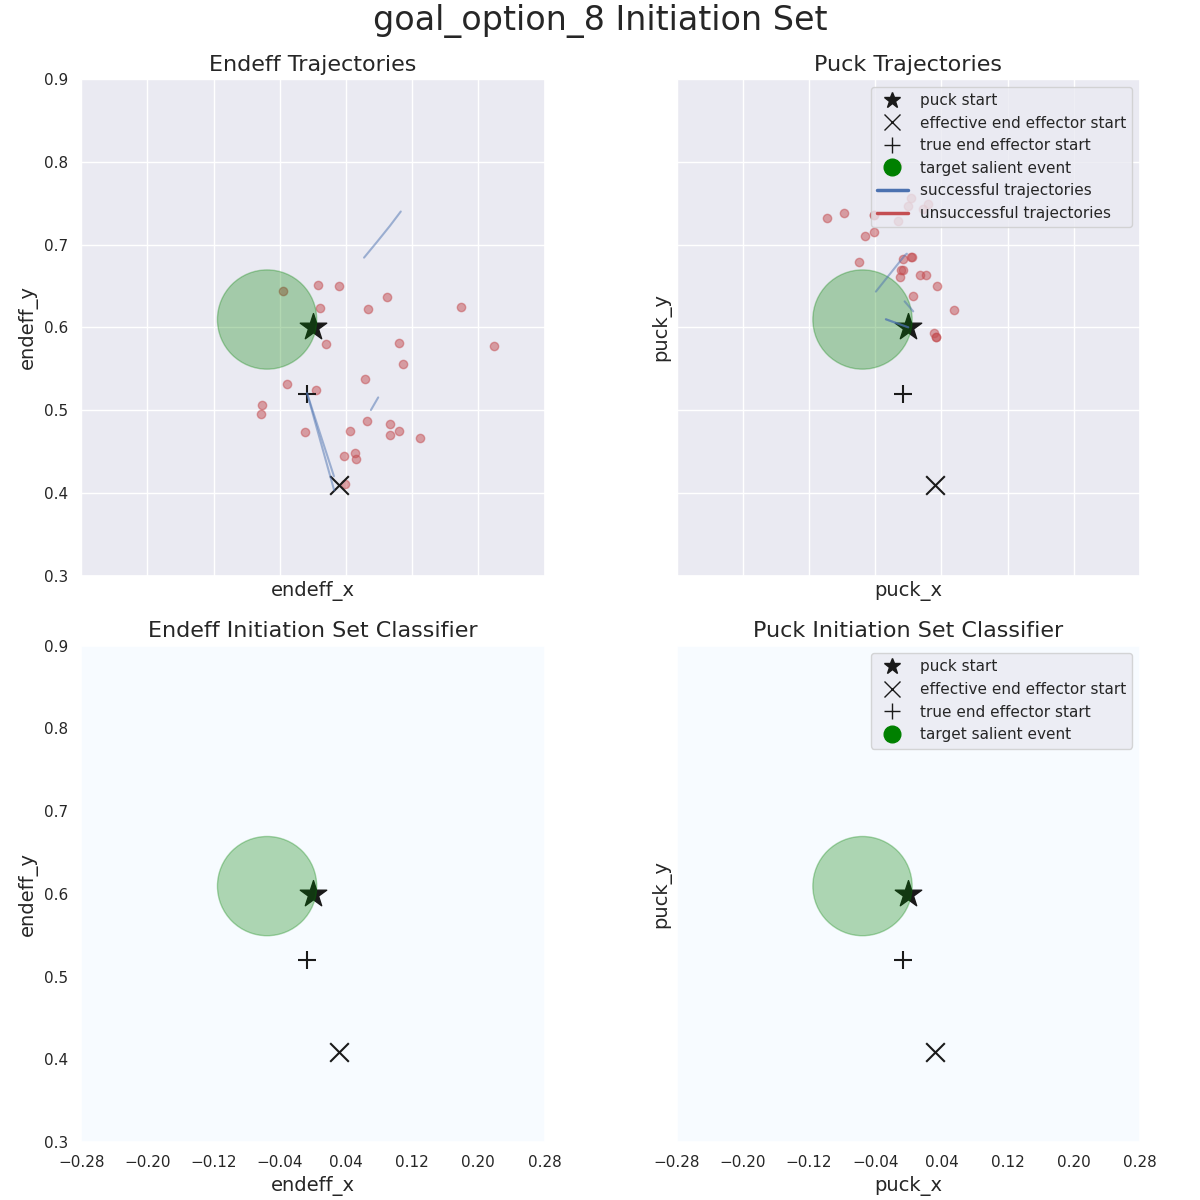 goal_option_8 Initiation Set
Endeff Trajectories
0.9
0.8
0.7
0.6
0.5
0.4
0.3
endeff_y
endeff_x
Puck Trajectories
puck start
effective end effector start
true end effector start
target salient event
successful trajectories
unsuccessful trajectories
puck_y
puck_x
Endeff Initiation Set Classifier
0.9
0.8
0.7
0.6
0.5
0.4
0.3
endeff_y
−0.28 −0.20 −0.12 −0.04 0.04 0.12 0.20 0.28
endeff_x
Puck Initiation Set Classifier
puck start
effective end effector start
true end effector start
target salient event
puck_y
−0.28 −0.20 −0.12 −0.04 0.04 0.12 0.20 0.28
puck_x